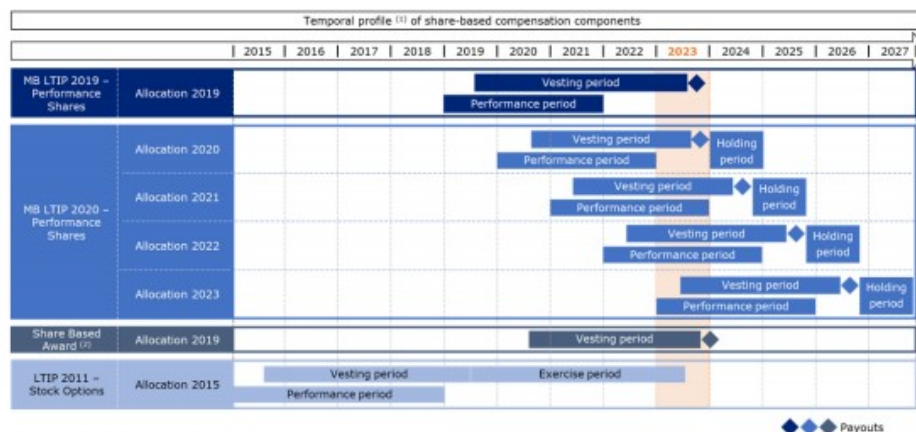 Temporal profile (1) of share-based compensation components
2015 2016 2017 2018 2019 2020 2021 2022 2023 2024 2025 2026 2027
MB LTIP 2019 –
Performance
Shares
Allocation 2019
Vesting period
Performance period
MB LTIP 2020 –
Performance
Shares
Allocation 2020
Vesting period
Performance period
Holding
period
Allocation 2021
Vesting period
Performance period
Holding
period
Allocation 2022
Vesting period
Performance period
Holding
period
Allocation 2023
Vesting period
Performance period
Holding
period
Share Based
Award (2)
Allocation 2019
Vesting period
LTIP 2011 –
Stock Options
Allocation 2015
Vesting period
Exercise period
Performance period
Payouts